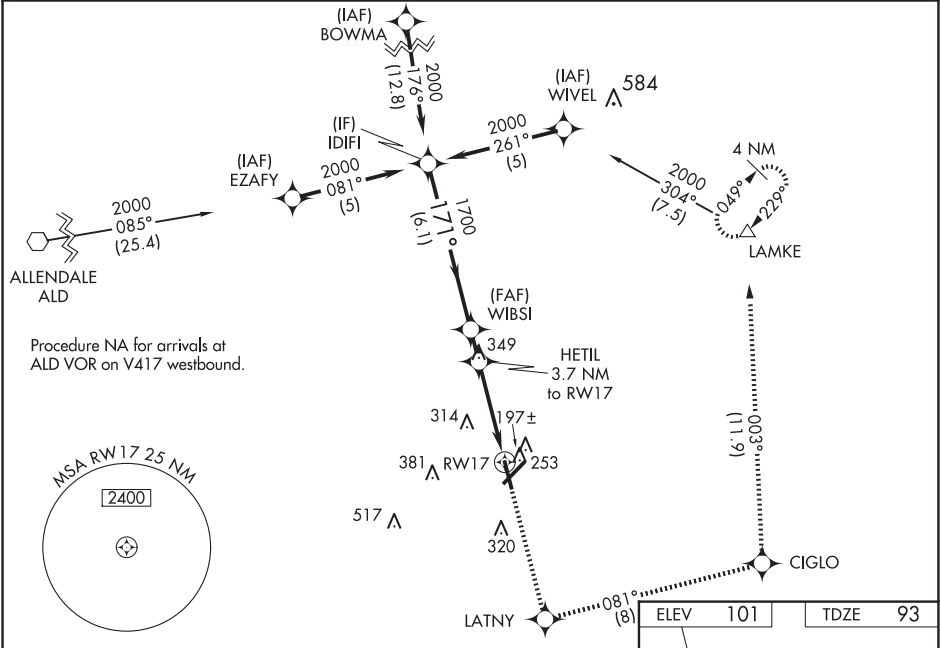 (IAF)
BOWMA
2000
176°
(12.8)
(IAF)
WIVEL
584
(IF)
IDIFI
2000
261°
(5)
4 NM
(IAF)
EZAFY
2000
081°
(5)
2000
304°
(7.5)
049°
229°
LAMKE
2000
085°
(25.4)
ALLENDALE
ALD
1700
171°
(6.1)
(FAF)
WIBSI
349
HETIL
3.7 NM
to RW17
Procedure NA for arrivals at
ALD VOR on V417 westbound.
314
197±
381
RW17
253
517
320
003°
(11.9)
MSA RW17 25 NM
2400
CIGLO
LATNY
081°
(8)
ELEV 101
TDZE 93